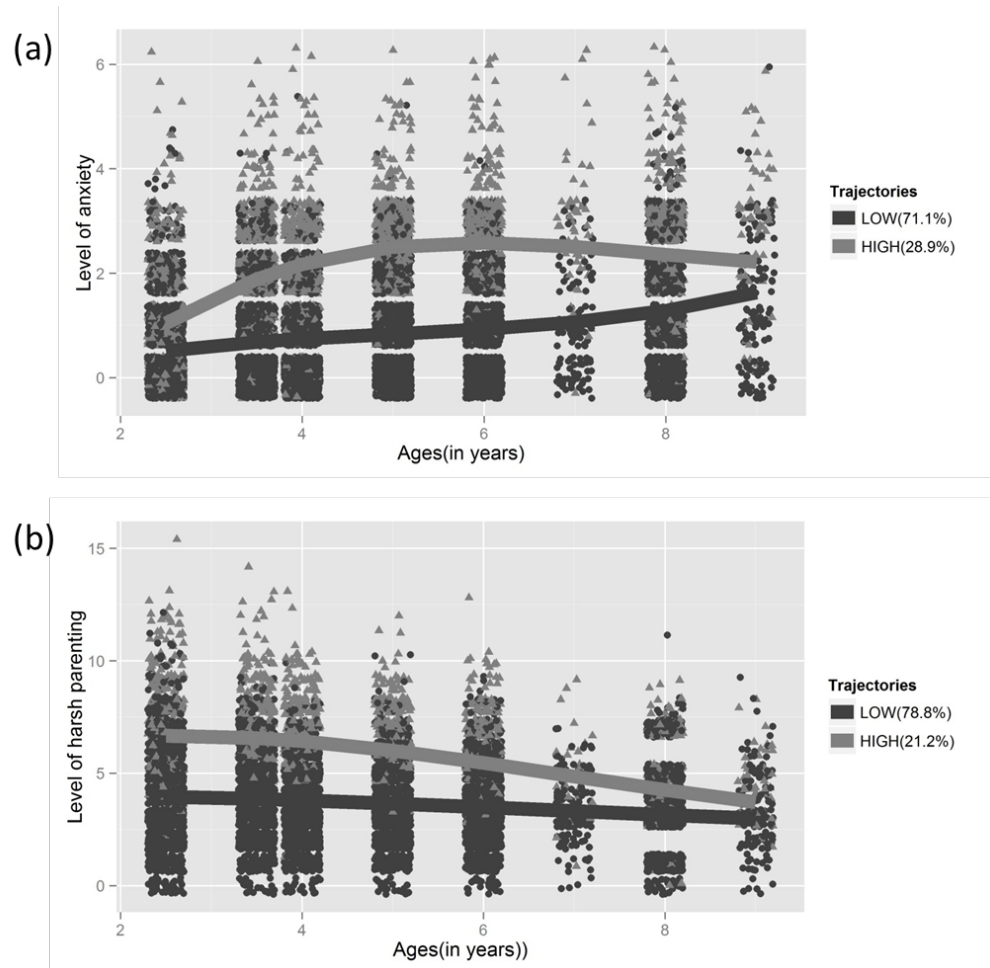 (a)
6
4
2
0
Level of anxiety
2
4
6
8
Ages(in years)
Trajectories
LOW(71.1%)
HIGH(28.9%)
(b)
15
10
5
0
Level of harsh parenting
2
4
6
8
Ages(in years))
Trajectories
LOW(78.8%)
HIGH(21.2%)